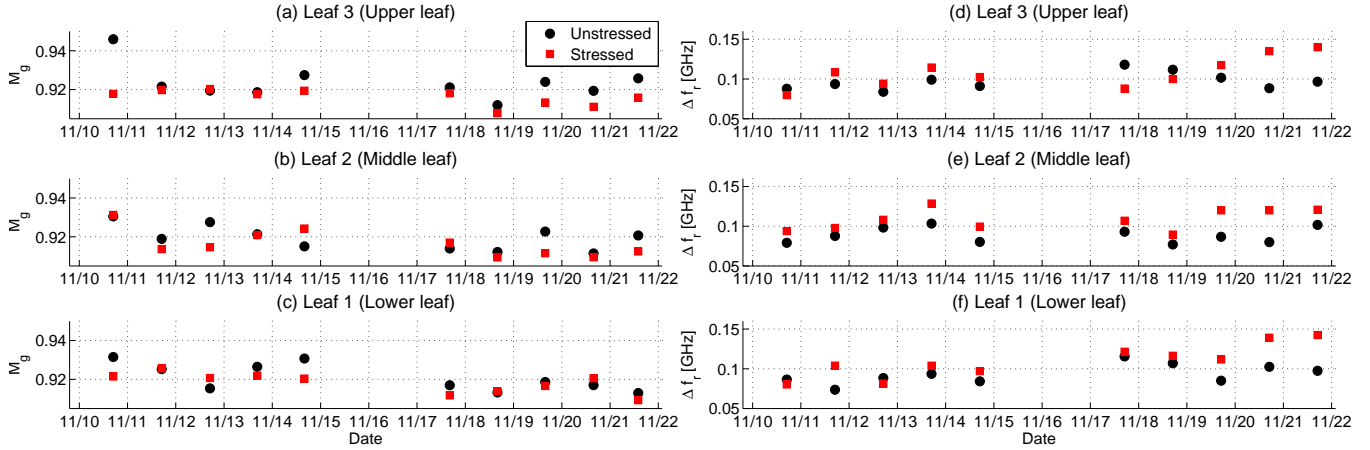 (a) Leaf 3 (Upper leaf)
M_g
0.94
0.92
Unstressed
Stressed
11/10 11/11 11/12 11/13 11/14 11/15 11/16 11/17 11/18 11/19 11/20 11/21 11/22
(b) Leaf 2 (Middle leaf)
M_g
0.94
0.92
11/10 11/11 11/12 11/13 11/14 11/15 11/16 11/17 11/18 11/19 11/20 11/21 11/22
(c) Leaf 1 (Lower leaf)
M_g
0.94
0.92
11/10 11/11 11/12 11/13 11/14 11/15 11/16 11/17 11/18 11/19 11/20 11/21 11/22
Date
(d) Leaf 3 (Upper leaf)
Δ f_r [GHz]
0.15
0.1
0.05
11/10 11/11 11/12 11/13 11/14 11/15 11/16 11/17 11/18 11/19 11/20 11/21 11/22
(e) Leaf 2 (Middle leaf)
Δ f_r [GHz]
0.15
0.1
0.05
11/10 11/11 11/12 11/13 11/14 11/15 11/16 11/17 11/18 11/19 11/20 11/21 11/22
(f) Leaf 1 (Lower leaf)
Δ f_r [GHz]
0.15
0.1
0.05
11/10 11/11 11/12 11/13 11/14 11/15 11/16 11/17 11/18 11/19 11/20 11/21 11/22
Date